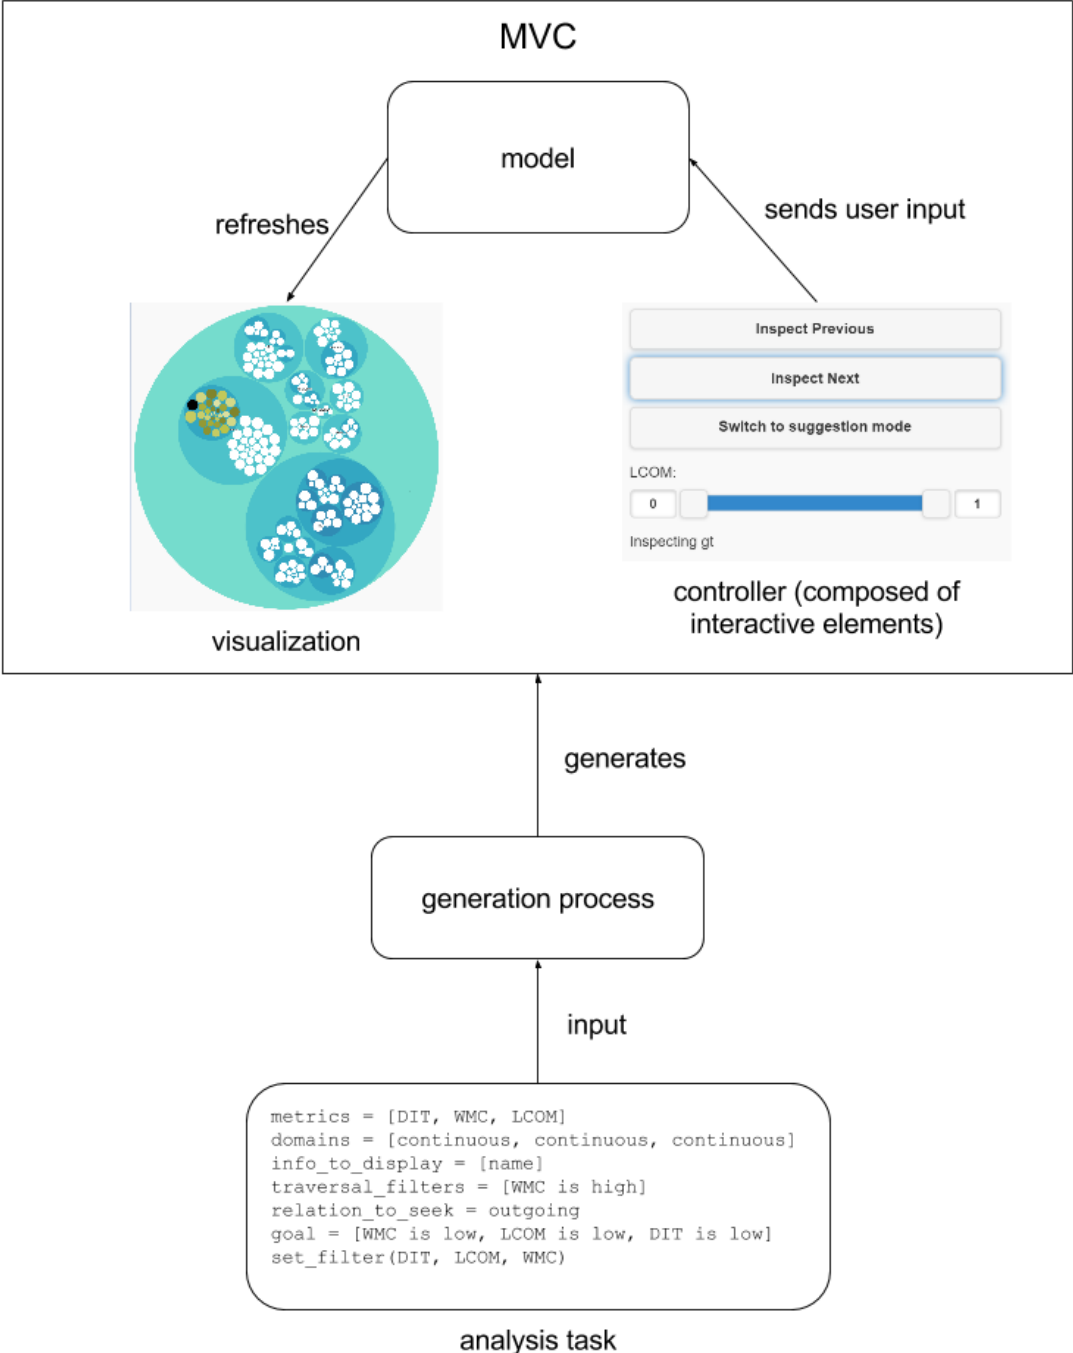 MVC
model
refreshes
sends user input
Inspect Previous
Inspect Next
Switch to suggestion mode
LCOM:
0
1
Inspecting gt
controller (composed of
interactive elements)
visualization
generates
generation process
input
metrics = [DIT, WMC, LCOM]
domains = [continuous, continuous, continuous]
info_to_display = [name]
traversal_filters = [WMC is high]
relation_to_seek = outgoing
goal = [WMC is low, LCOM is low, DIT is low]
set_filter(DIT, LCOM, WMC)
analysis task